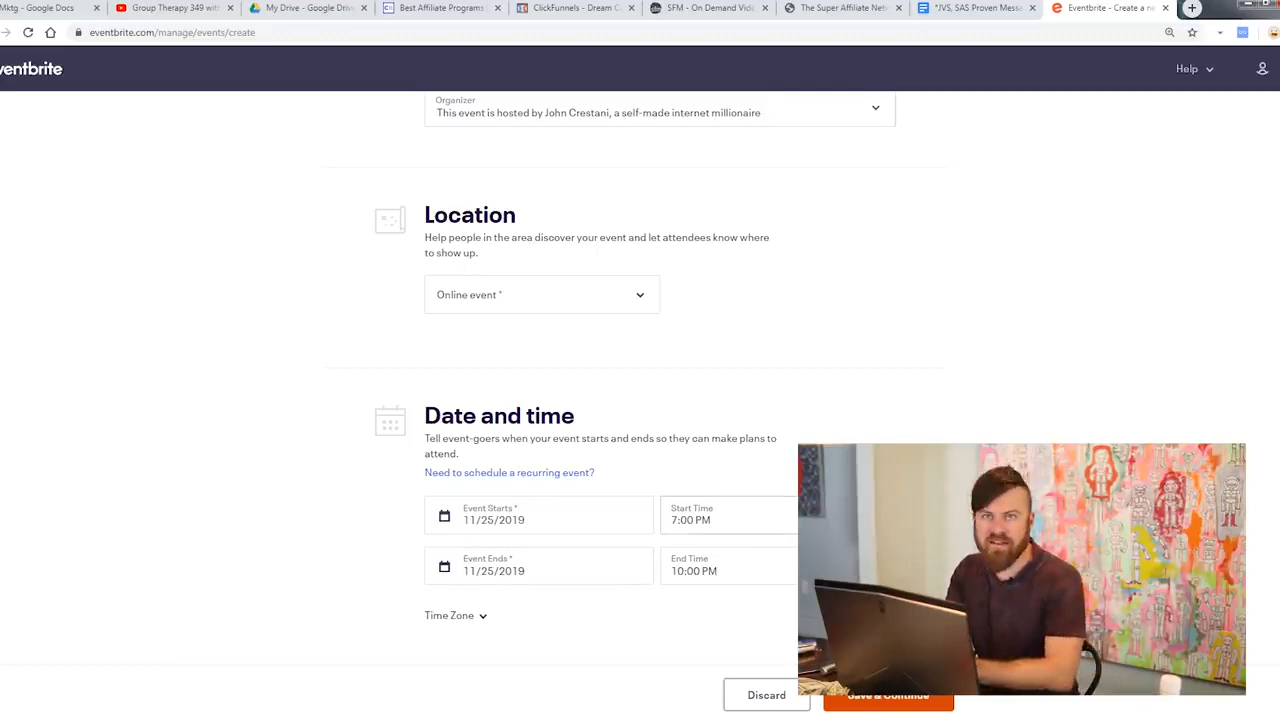 Mktg - Google Docs
Group Therapy 349 with
My Drive - Google Driv
Best Affiliate Programs
ClickFunnels - Dream C
SFM - On Demand Vide
The Super Affiliate Netw
*JVS, SAS Proven Messa
Eventbrite - Create a ne
eventbrite.com/manage/events/create
ventbrite
Help
Organizer
This event is hosted by John Crestani, a self-made internet millionaire
Location
Help people in the area discover your event and let attendees know where
to show up.
Online event *
Date and time
Tell event-goers when your event starts and ends so they can make plans to
attend.
Need to schedule a recurring event?
Event Starts *
11/25/2019
Start Time
7:00 PM
Event Ends *
11/25/2019
End Time
10:00 PM
Time Zone
Discard
Save & Continue